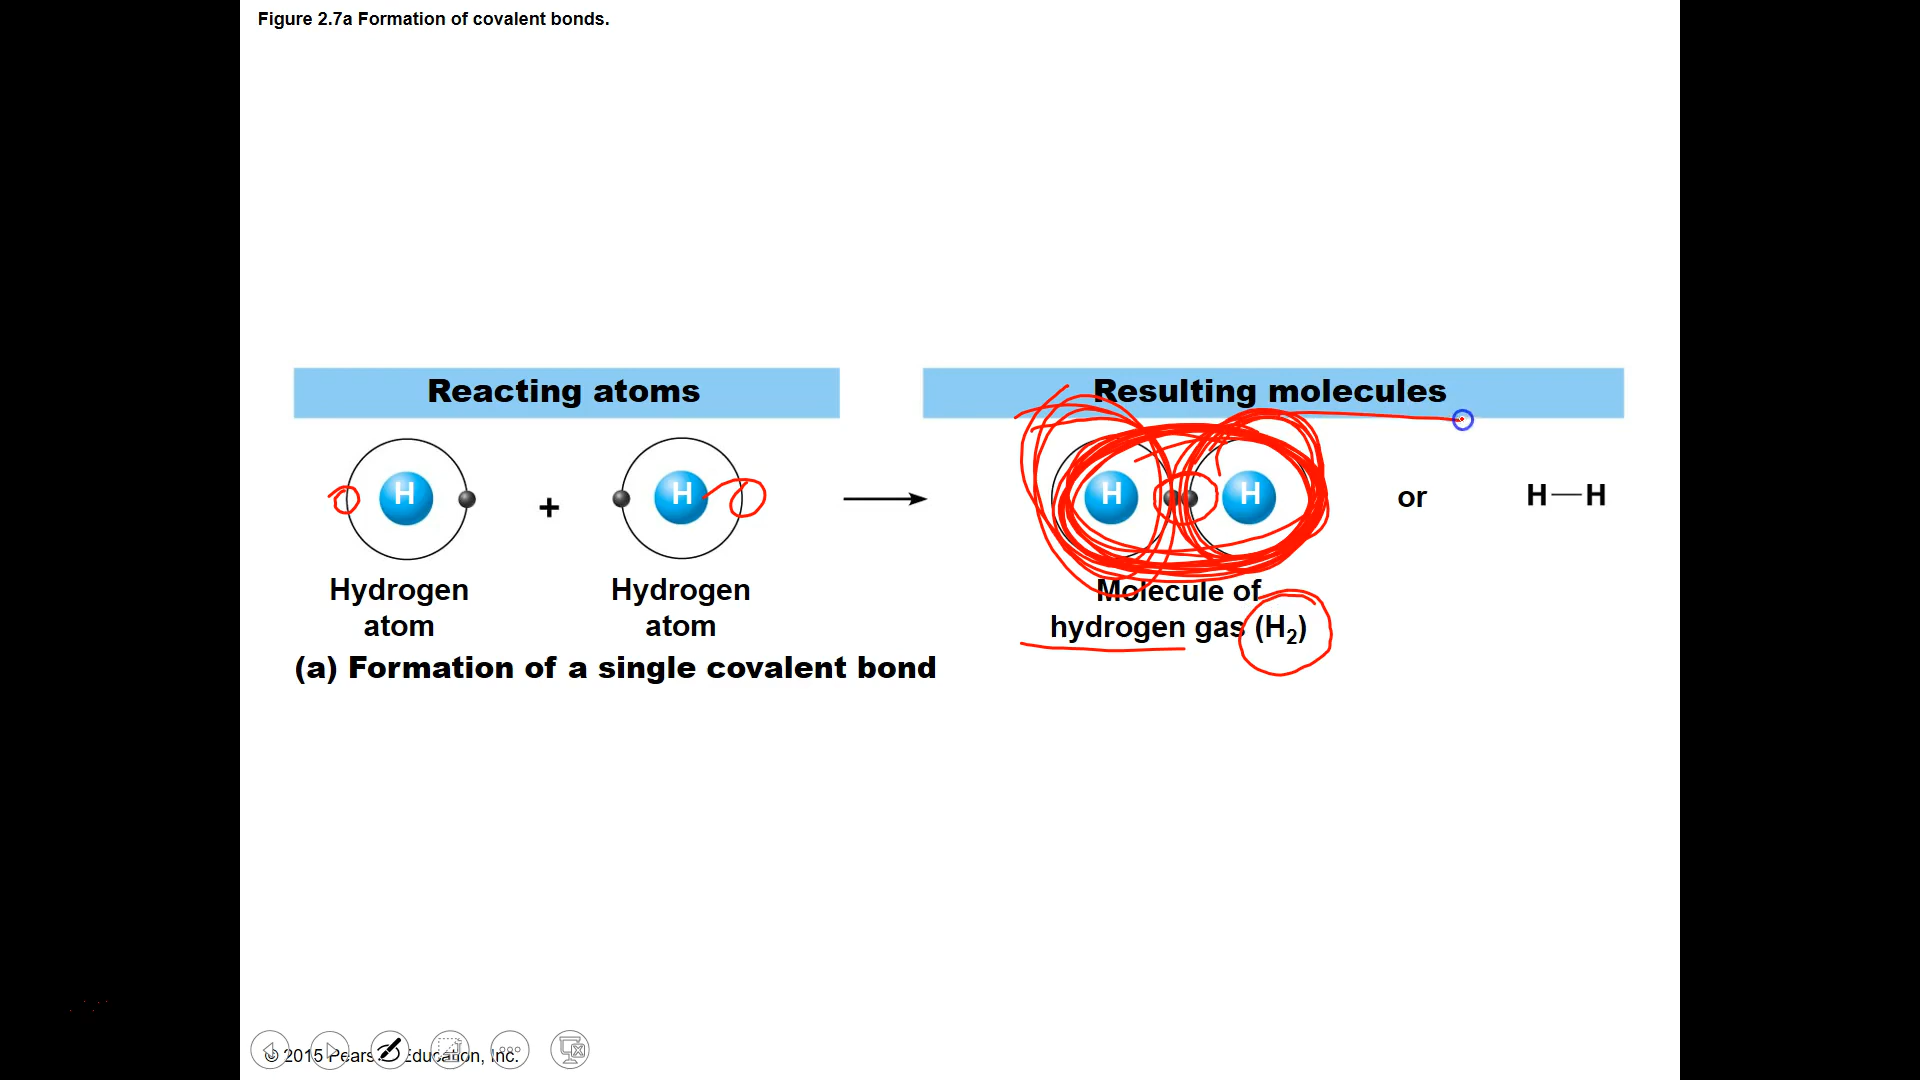 Figure 2.7a Formation of covalent bonds.
Reacting atoms
Resulting molecules
H
+
H
H
H
or
H—H
Hydrogen
atom
Hydrogen
atom
Molecule of
hydrogen gas (H₂)
(a) Formation of a single covalent bond
© 2015 Pearson Education, Inc.